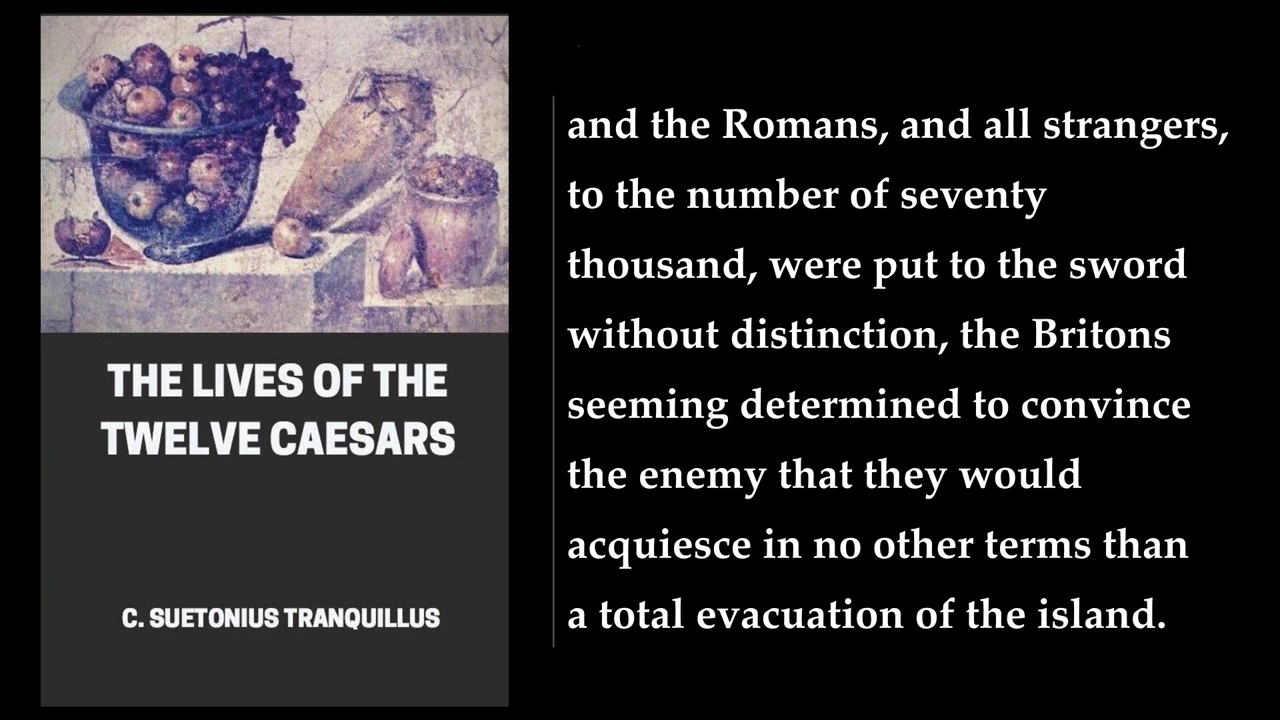 THE LIVES OF THE
TWELVE CAESARS
C. SUETONIUS TRANQUILLUS
and the Romans, and all strangers,
to the number of seventy
thousand, were put to the sword
without distinction, the Britons
seeming determined to convince
the enemy that they would
acquiesce in no other terms than
a total evacuation of the island.